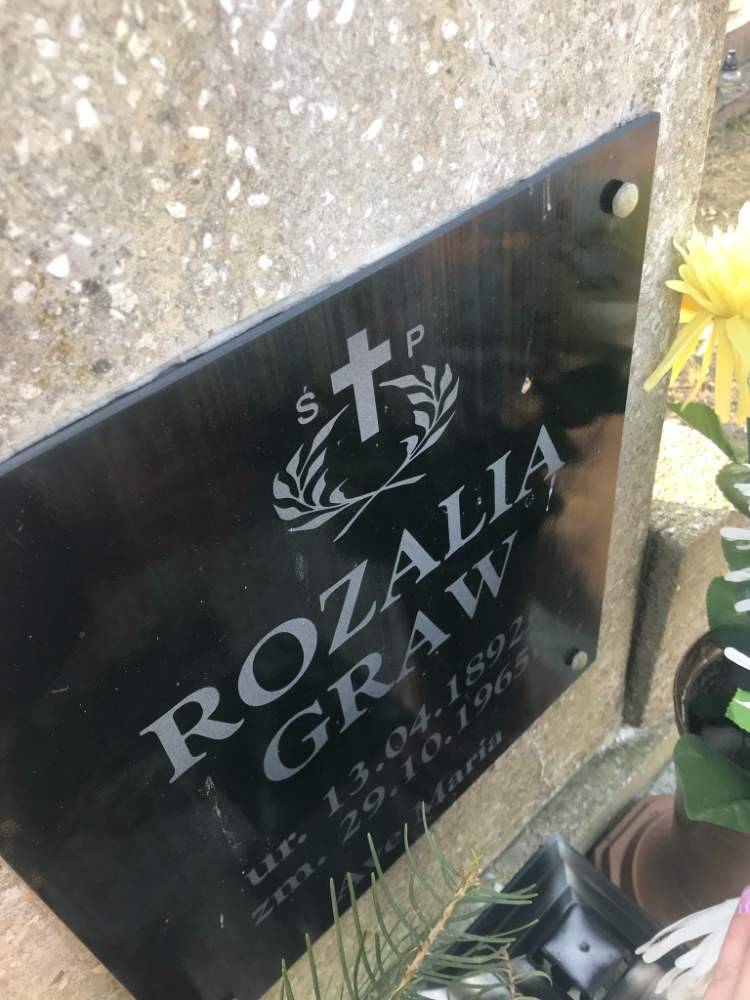 Ś P
ROZALIA
GRAW
ur. 13.04.1892
zm. 29.10.1965
Ave Maria